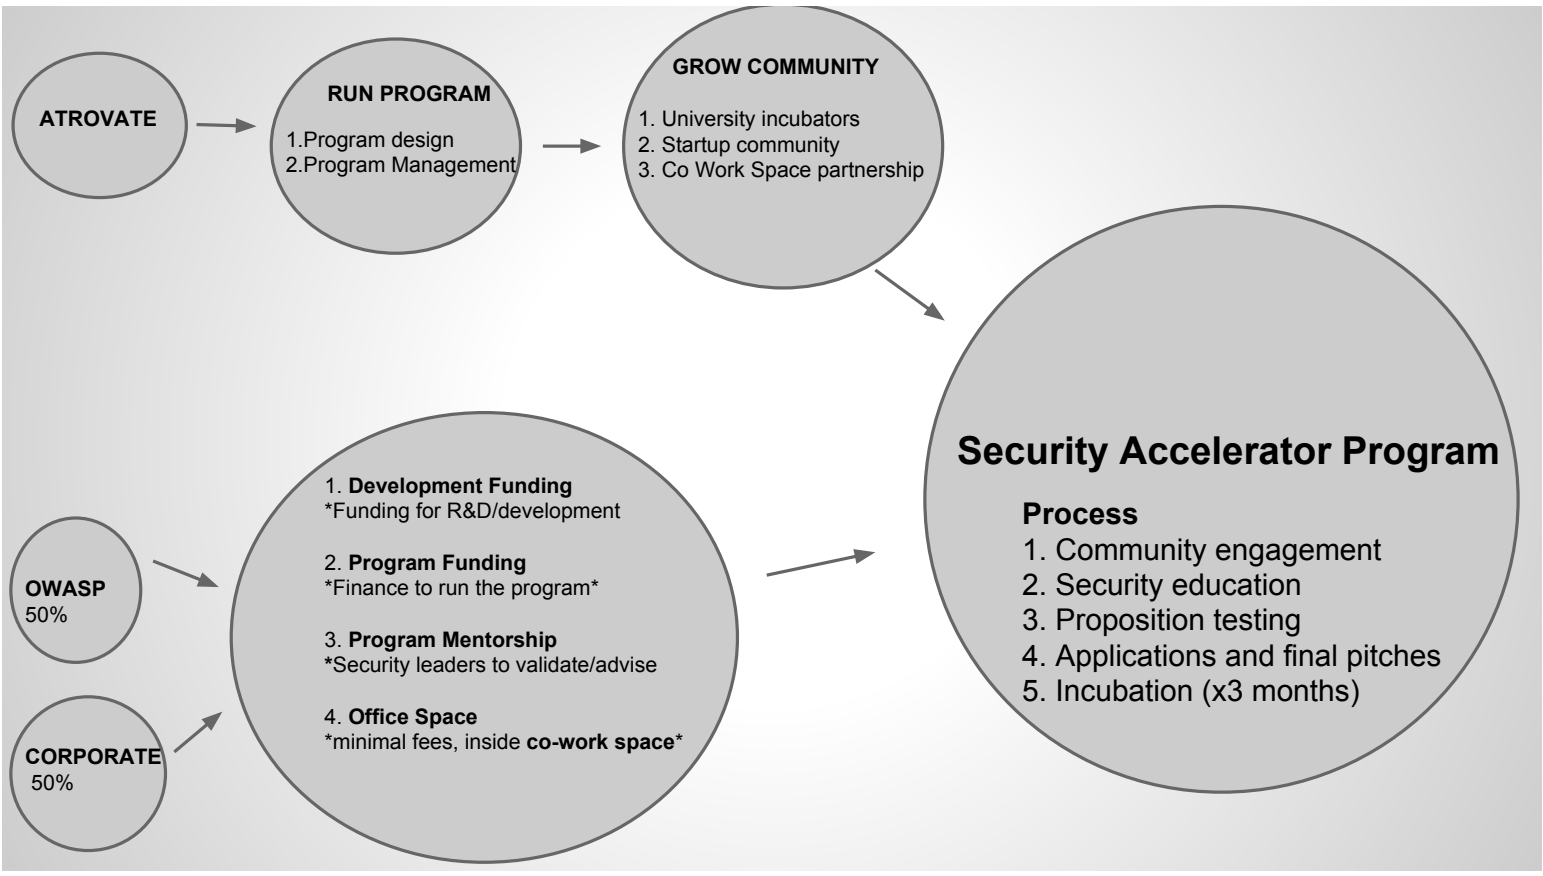 ATROVATE
RUN PROGRAM
1.Program design
2.Program Management
GROW COMMUNITY
1. University incubators
2. Startup community
3. Co Work Space partnership
OWASP
50%
CORPORATE
50%
1. Development Funding
*Funding for R&D/development
2. Program Funding
*Finance to run the program*
3. Program Mentorship
*Security leaders to validate/advise
4. Office Space
*minimal fees, inside co-work space*
Security Accelerator Program
Process
1. Community engagement
2. Security education
3. Proposition testing
4. Applications and final pitches
5. Incubation (x3 months)